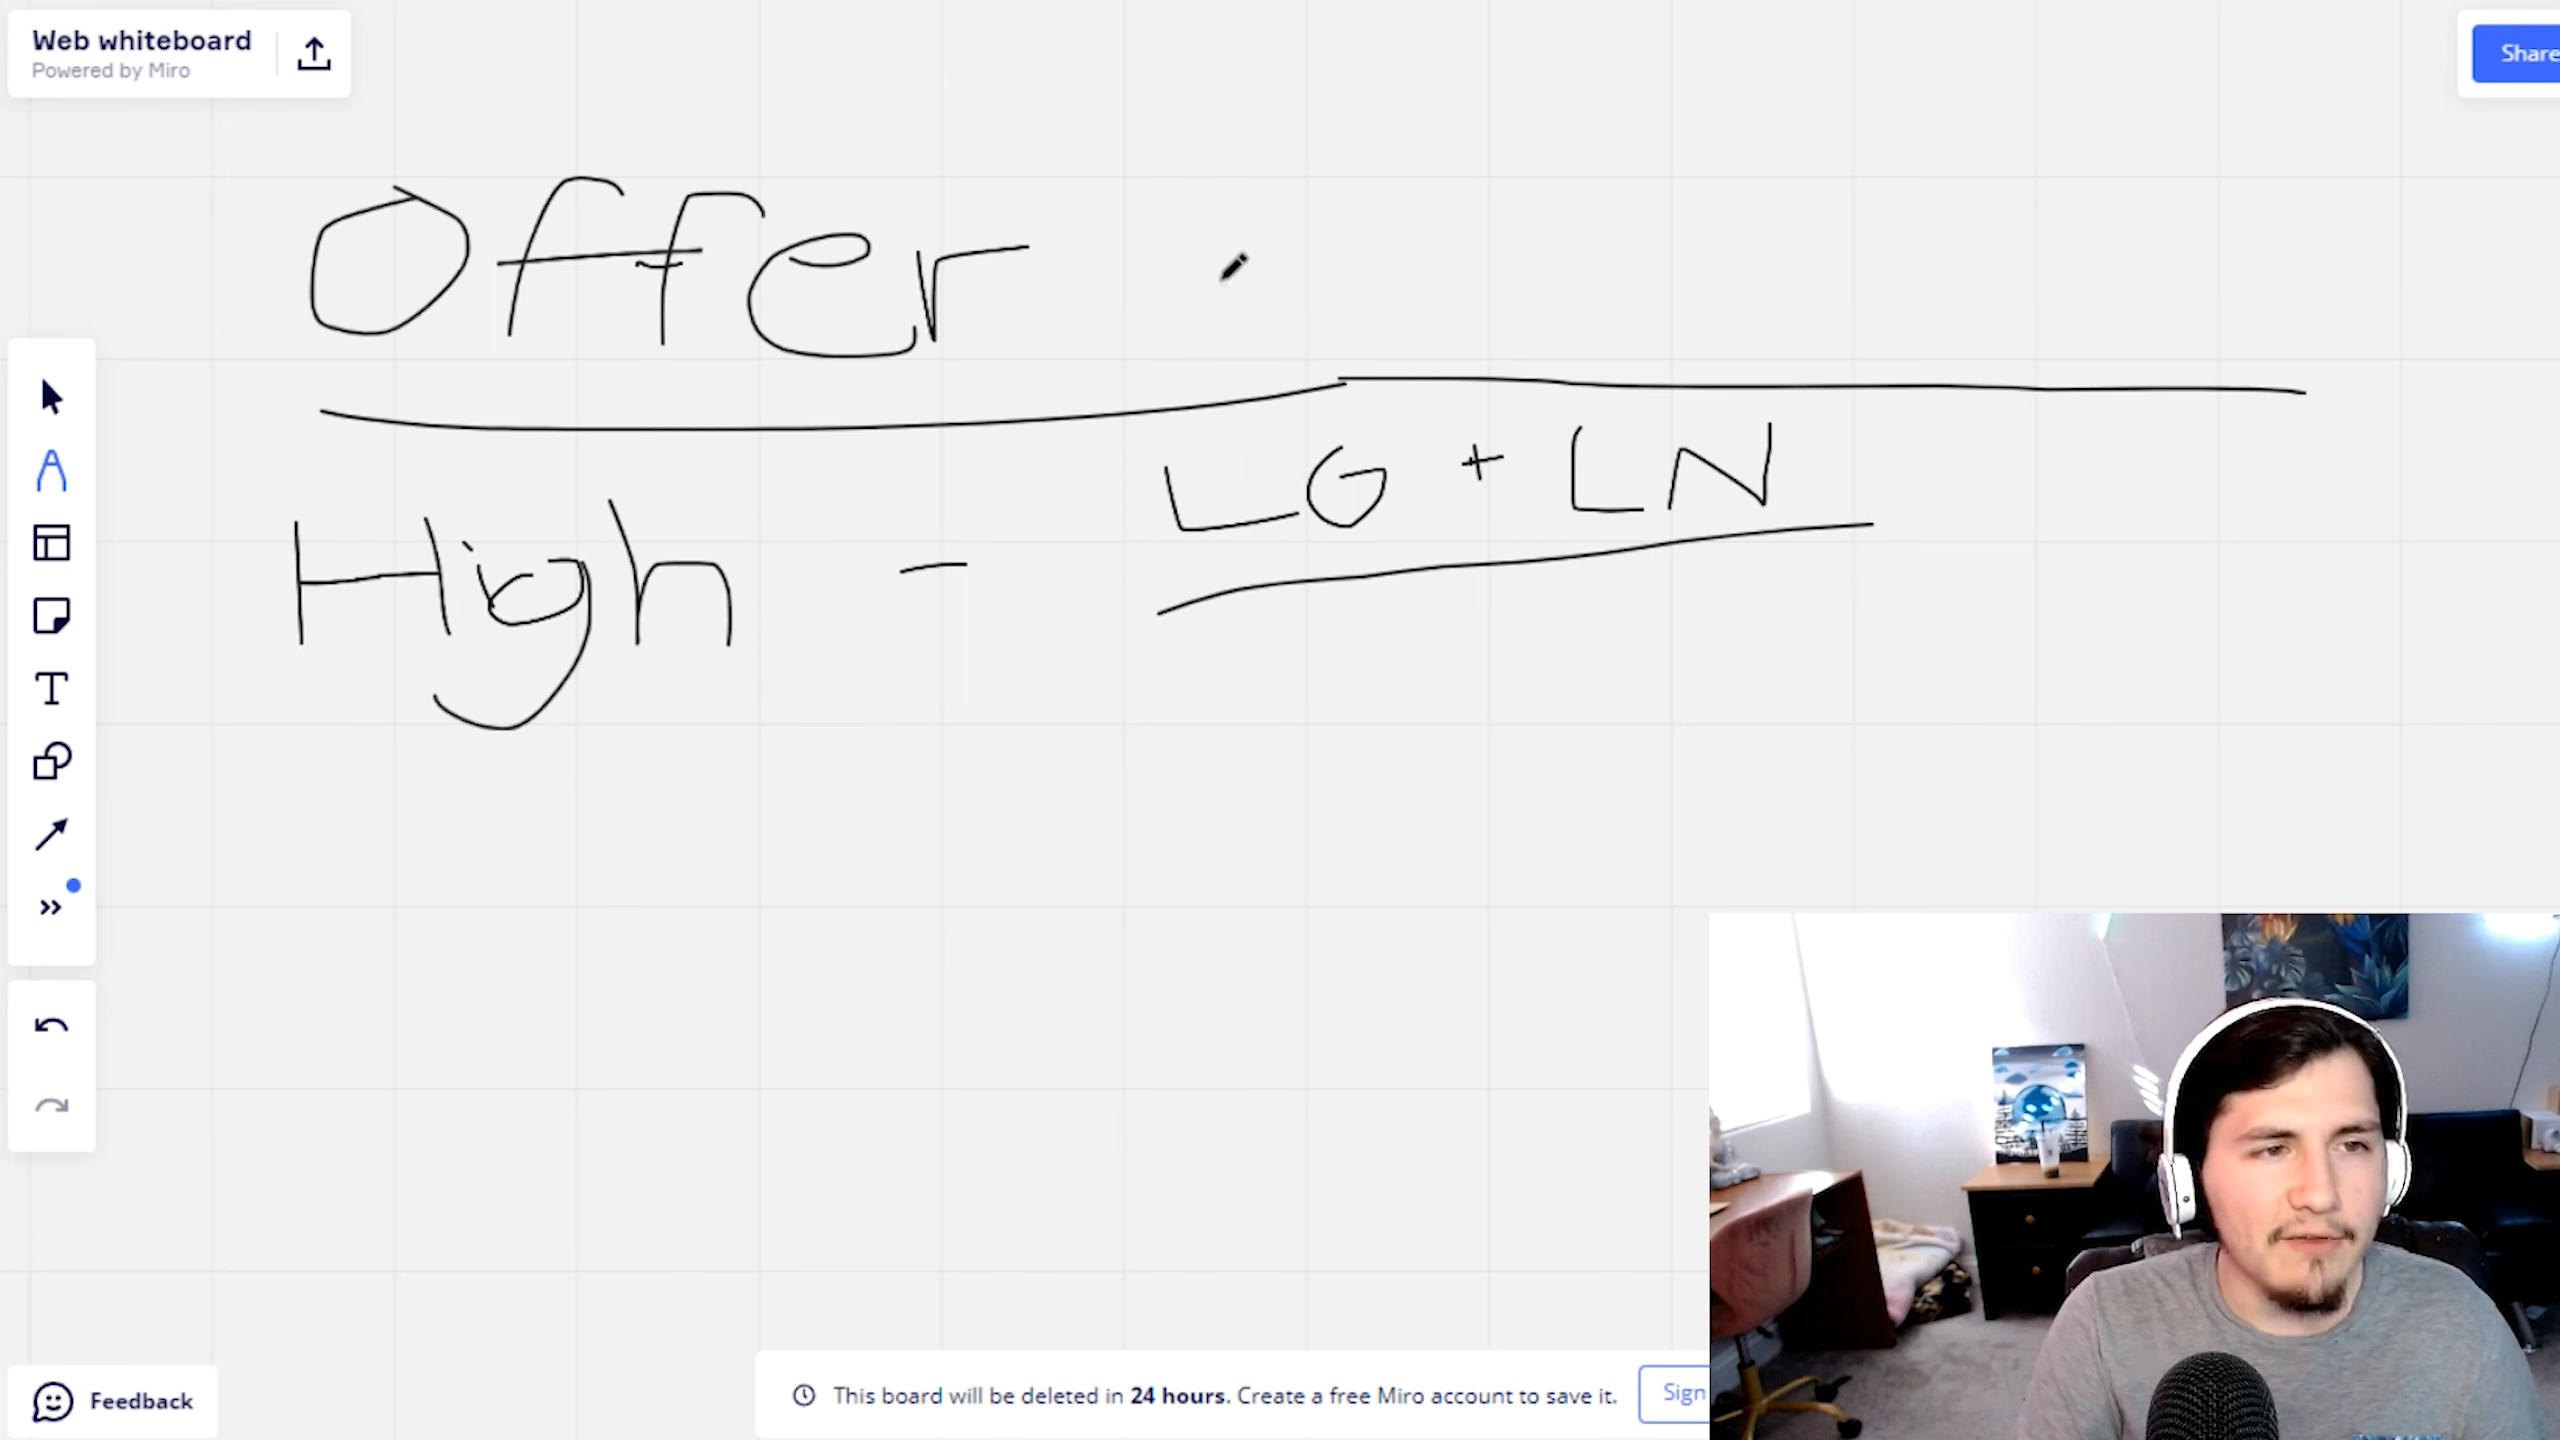 Web whiteboard
Powered by Miro
Share
Offer
LG + LN
High -
Feedback
This board will be deleted in 24 hours. Create a free Miro account to save it.
Sign